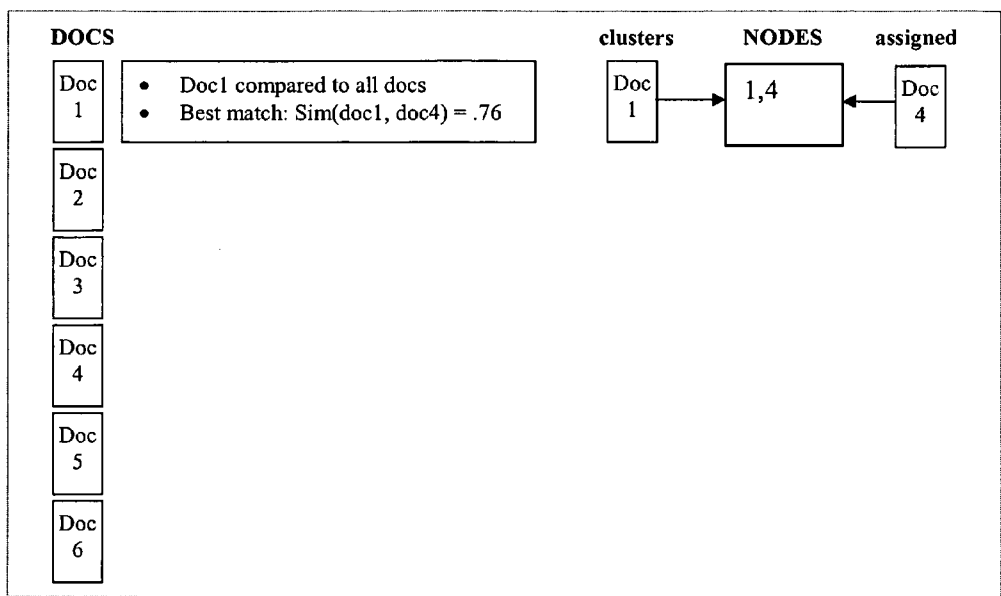 DOCS
clusters NODES assigned
Doc
1
• Doc1 compared to all docs
• Best match: Sim(doc1, doc4) = .76
Doc
1
1,4
Doc
4
Doc
2
Doc
3
Doc
4
Doc
5
Doc
6